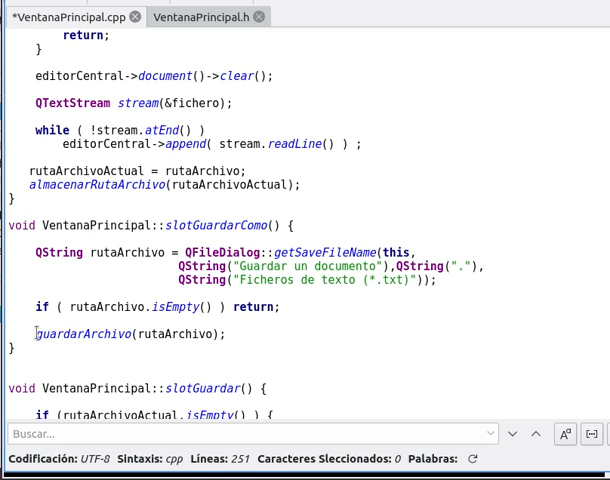 *VentanaPrincipal.cpp VentanaPrincipal.h
return;
}
editorCentral->document()->clear();
QTextStream stream(&fichero);
while ( !stream.atEnd() )
editorCentral->append( stream.readLine() ) ;
rutaArchivoActual = rutaArchivo;
almacenarRutaArchivo(rutaArchivoActual);
}
void VentanaPrincipal::slotGuardarComo() {
QString rutaArchivo = QFileDialog::getSaveFileName(this,
QString("Guardar un documento"),QString("."),
QString("Ficheros de texto (*.txt)"));
if ( rutaArchivo.isEmpty() ) return;
guardarArchivo(rutaArchivo);
}
void VentanaPrincipal::slotGuardar() {
if (rutaArchivoActual.isEmpty() ) {
Buscar...
Codificación: UTF-8 Sintaxis: cpp Líneas: 251 Caracteres Sleccionados: 0 Palabras: